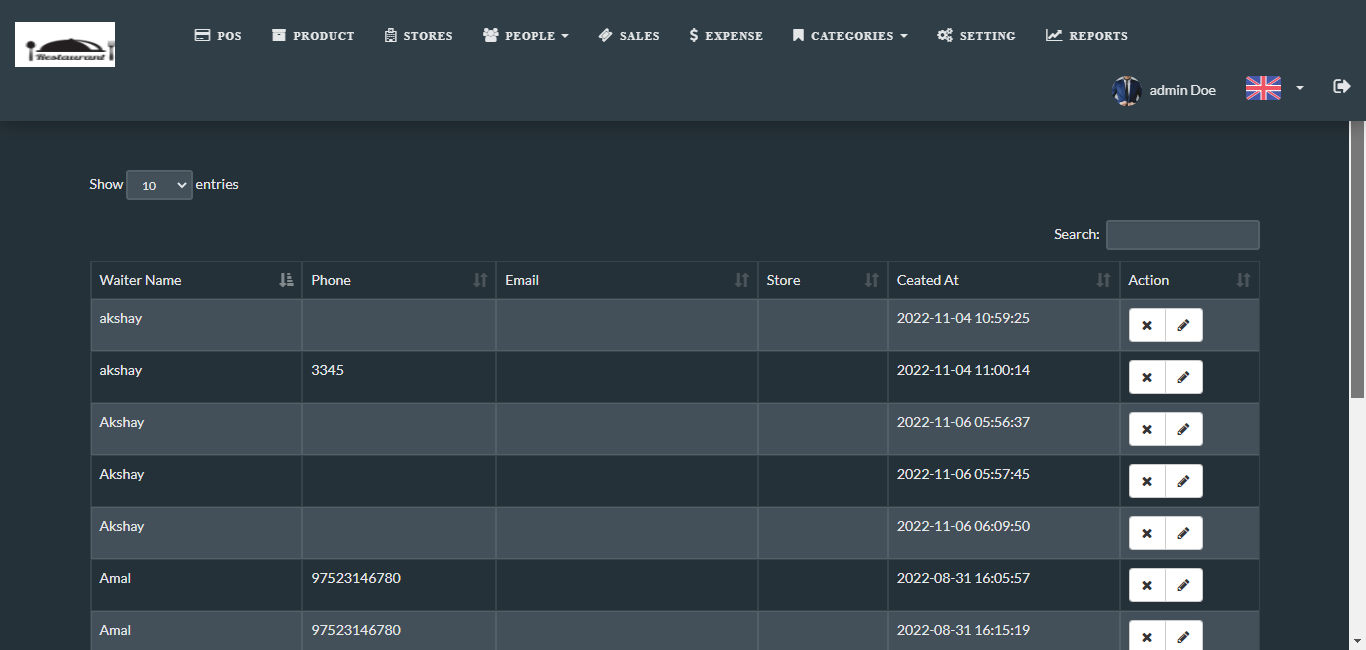 Restaurant
POS PRODUCT STORES PEOPLE SALES EXPENSE CATEGORIES SETTING REPORTS
admin Doe
Show 10 entries
Search:
Waiter Name Phone Email Store Ceated At Action
akshay 2022-11-04 10:59:25
akshay 3345 2022-11-04 11:00:14
Akshay 2022-11-06 05:56:37
Akshay 2022-11-06 05:57:45
Akshay 2022-11-06 06:09:50
Amal 97523146780 2022-08-31 16:05:57
Amal 97523146780 2022-08-31 16:15:19